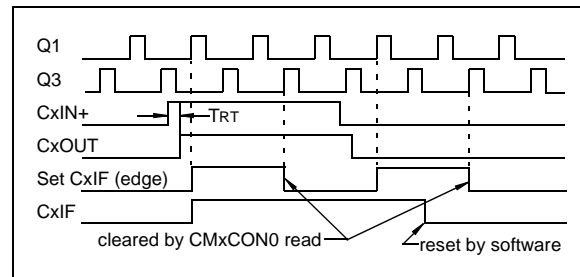 Q1
Q3
CxIN+
TRT
CxOUT
Set CxIF (edge)
CxIF
cleared by CMxCON0 read
reset by software